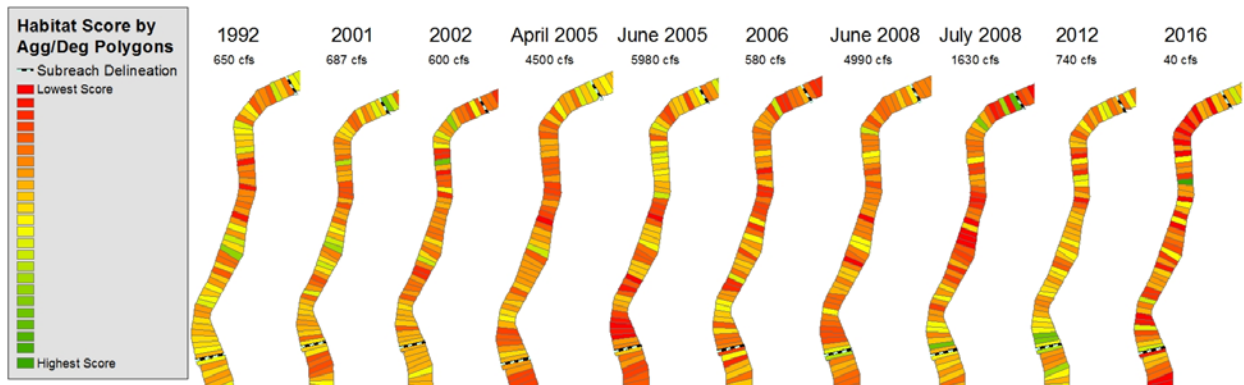 Habitat Score by
Agg/Deg Polygons
Subreach Delineation
Lowest Score
Highest Score
1992
650 cfs
2001
687 cfs
2002
600 cfs
April 2005
4500 cfs
June 2005
5980 cfs
2006
580 cfs
June 2008
4990 cfs
July 2008
1630 cfs
2012
740 cfs
2016
40 cfs